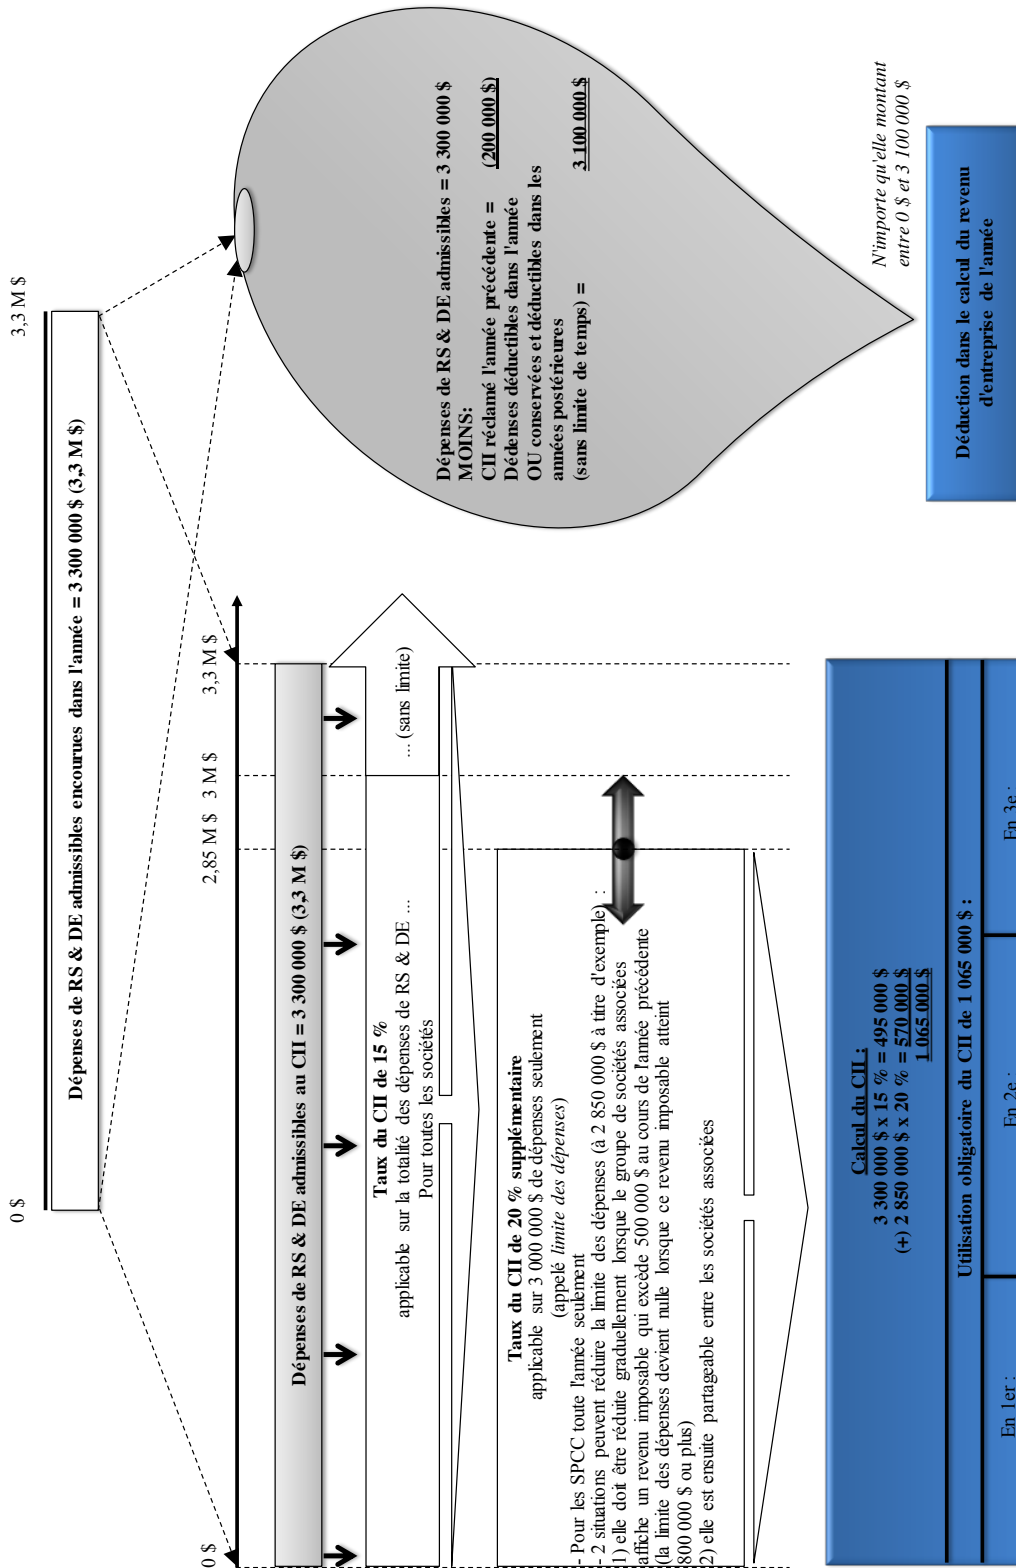 0 $
3,3 M $
Dépenses de RS & DE admissibles encourues dans l'année = 3 300 000 $ (3,3 M $)
0 $
2,85 M $
3 M $
3,3 M $
Dépenses de RS & DE admissibles au CII = 3 300 000 $ (3,3 M $)
Taux du CII de 15 %
applicable sur la totalité des dépenses de RS & DE ...
Pour toutes les sociétés
... (sans limite)
Taux du CII de 20 % supplémentaire
applicable sur 3 000 000 $ de dépenses seulement
(appelé limite des dépenses)
- Pour les SPCC toute l'année seulement
- 2 situations peuvent réduire la limite des dépenses (à 2 850 000 $ à titre d'exemple) :
1) elle doit être réduite graduellement lorsque le groupe de sociétés associées
affiche un revenu imposable qui excède 500 000 $ au cours de l'année précédente
(la limite des dépenses devient nulle lorsque ce revenu imposable atteint
800 000 $ ou plus)
2) elle est ensuite partageable entre les sociétés associées
Calcul du CII :
3 300 000 $ x 15 % = 495 000 $
(+) 2 850 000 $ x 20 % = 570 000 $
1 065 000 $
Utilisation obligatoire du CII de 1 065 000 $ :
En 1er :
En 2e :
En 3e :
Dépenses de RS & DE admissibles = 3 300 000 $
MOINS:
CII réclamé l'année précédente = (200 000 $)
Dédenses déductibles dans l'année
OU conservées et déductibles dans les
années postérieures
(sans limite de temps) = 3 100 000 $
N'importe qu'elle montant
entre 0 $ et 3 100 000 $
Déduction dans le calcul du revenu
d'entreprise de l'année